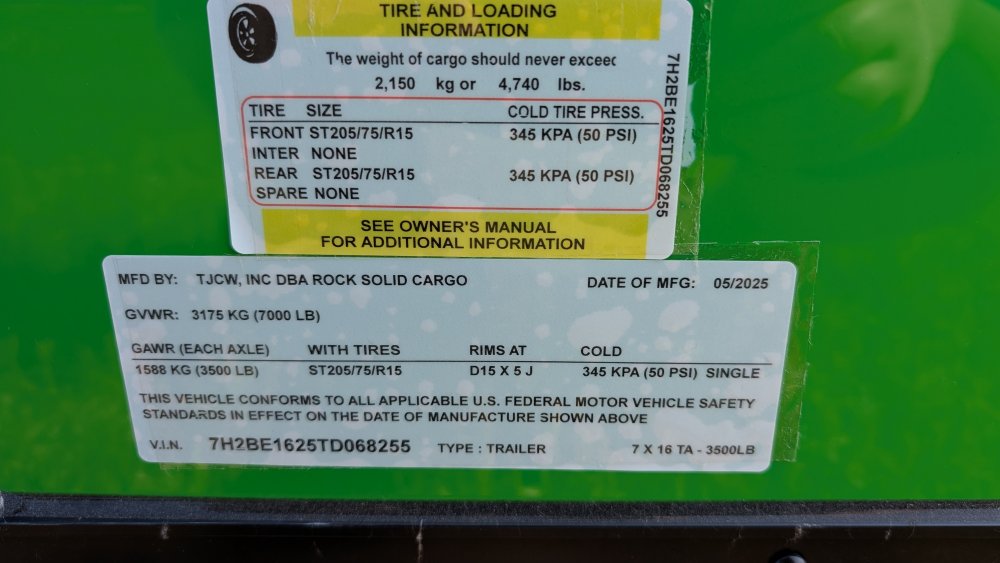 TIRE AND LOADING
INFORMATION
The weight of cargo should never exceed
2,150 kg or 4,740 lbs.
TIRE SIZE COLD TIRE PRESS.
FRONT ST205/75/R15 345 KPA (50 PSI)
INTER NONE
REAR ST205/75/R15 345 KPA (50 PSI)
SPARE NONE
SEE OWNER'S MANUAL
FOR ADDITIONAL INFORMATION
7H2BE1625TD068255
MFD BY: TJCW, INC DBA ROCK SOLID CARGO DATE OF MFG: 05/2025
GVWR: 3175 KG (7000 LB)
GAWR (EACH AXLE) WITH TIRES RIMS AT COLD
1588 KG (3500 LB) ST205/75/R15 D15 X 5 J 345 KPA (50 PSI) SINGLE
THIS VEHICLE CONFORMS TO ALL APPLICABLE U.S. FEDERAL MOTOR VEHICLE SAFETY
STANDARDS IN EFFECT ON THE DATE OF MANUFACTURE SHOWN ABOVE
V.I.N. 7H2BE1625TD068255 TYPE : TRAILER 7 X 16 TA - 3500LB